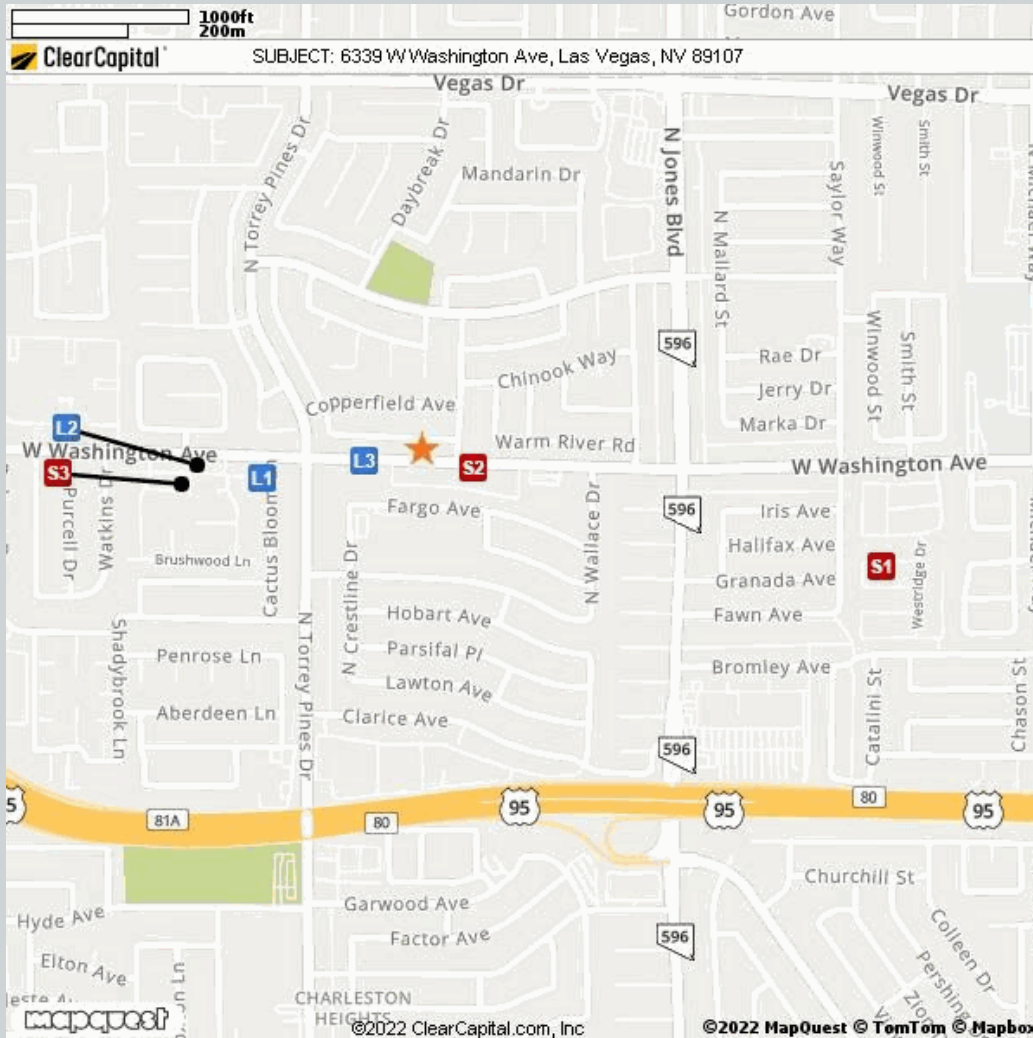 1000ft
200m
Gordon Ave
ClearCapital
SUBJECT: 6339 W Washington Ave, Las Vegas, NV 89107
Vegas Dr
Vegas Dr
N Torrey Pines Dr
Daybreak Dr
Mandarin Dr
N Jones Blvd
N Mallard St
Saylor Way
Winwood St
Smith St
596
Chinook Way
Rae Dr
Jerry Dr
Marka Dr
Winwood St
Smith St
Copperfield Ave
L2
W Washington Ave
S3
L1
L3
S2
Warm River Rd
W Washington Ave
Purcell Dr
Watkins Dr
Cactus Bloom
Fargo Ave
596
Iris Ave
Halifax Ave
S1
Brushwood Ln
N Crestline Dr
N Wallace Dr
Granada Ave
Westridge Dr
Hobart Ave
Fawn Ave
Shadybrook Ln
Penrose Ln
N Torrey Pines Dr
Parsifal Pl
Bromley Ave
Lawton Ave
Aberdeen Ln
Clarice Ave
Catalini St
Chason St
596
5
81A
80
95
95
80
95
Churchill St
Hyde Ave
Garwood Ave
Factor Ave
596
Colleen Dr
Elton Ave
Pershing
CHARLESTON
HEIGHTS
mapquest
©2022 ClearCapital.com, Inc
©2022 MapQuest © TomTom © Mapbox